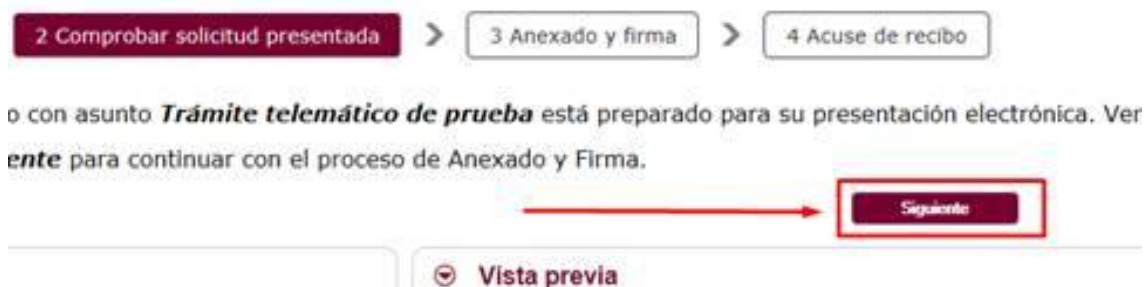 2 Comprobar solicitud presentada > 3 Anexado y firma > 4 Acuse de recibo
o con asunto Trámite telemático de prueba está preparado para su presentación electrónica. Ver
ente para continuar con el proceso de Anexado y Firma.
Siguiente
Vista previa